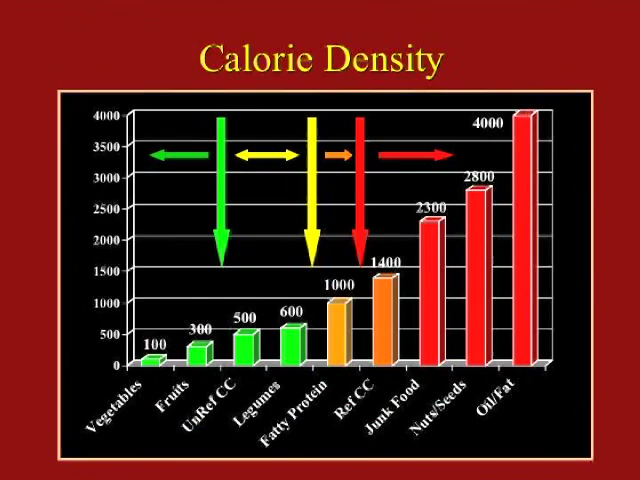 Calorie Density
4000
3500
3000
2500
2000
1500
1000
500
0
100
300
500
600
1000
1400
2300
2800
4000
Vegetables
Fruits
UnRef CC
Legumes
Fatty Protein
Ref CC
Junk Food
Nuts/Seeds
Oil/Fat